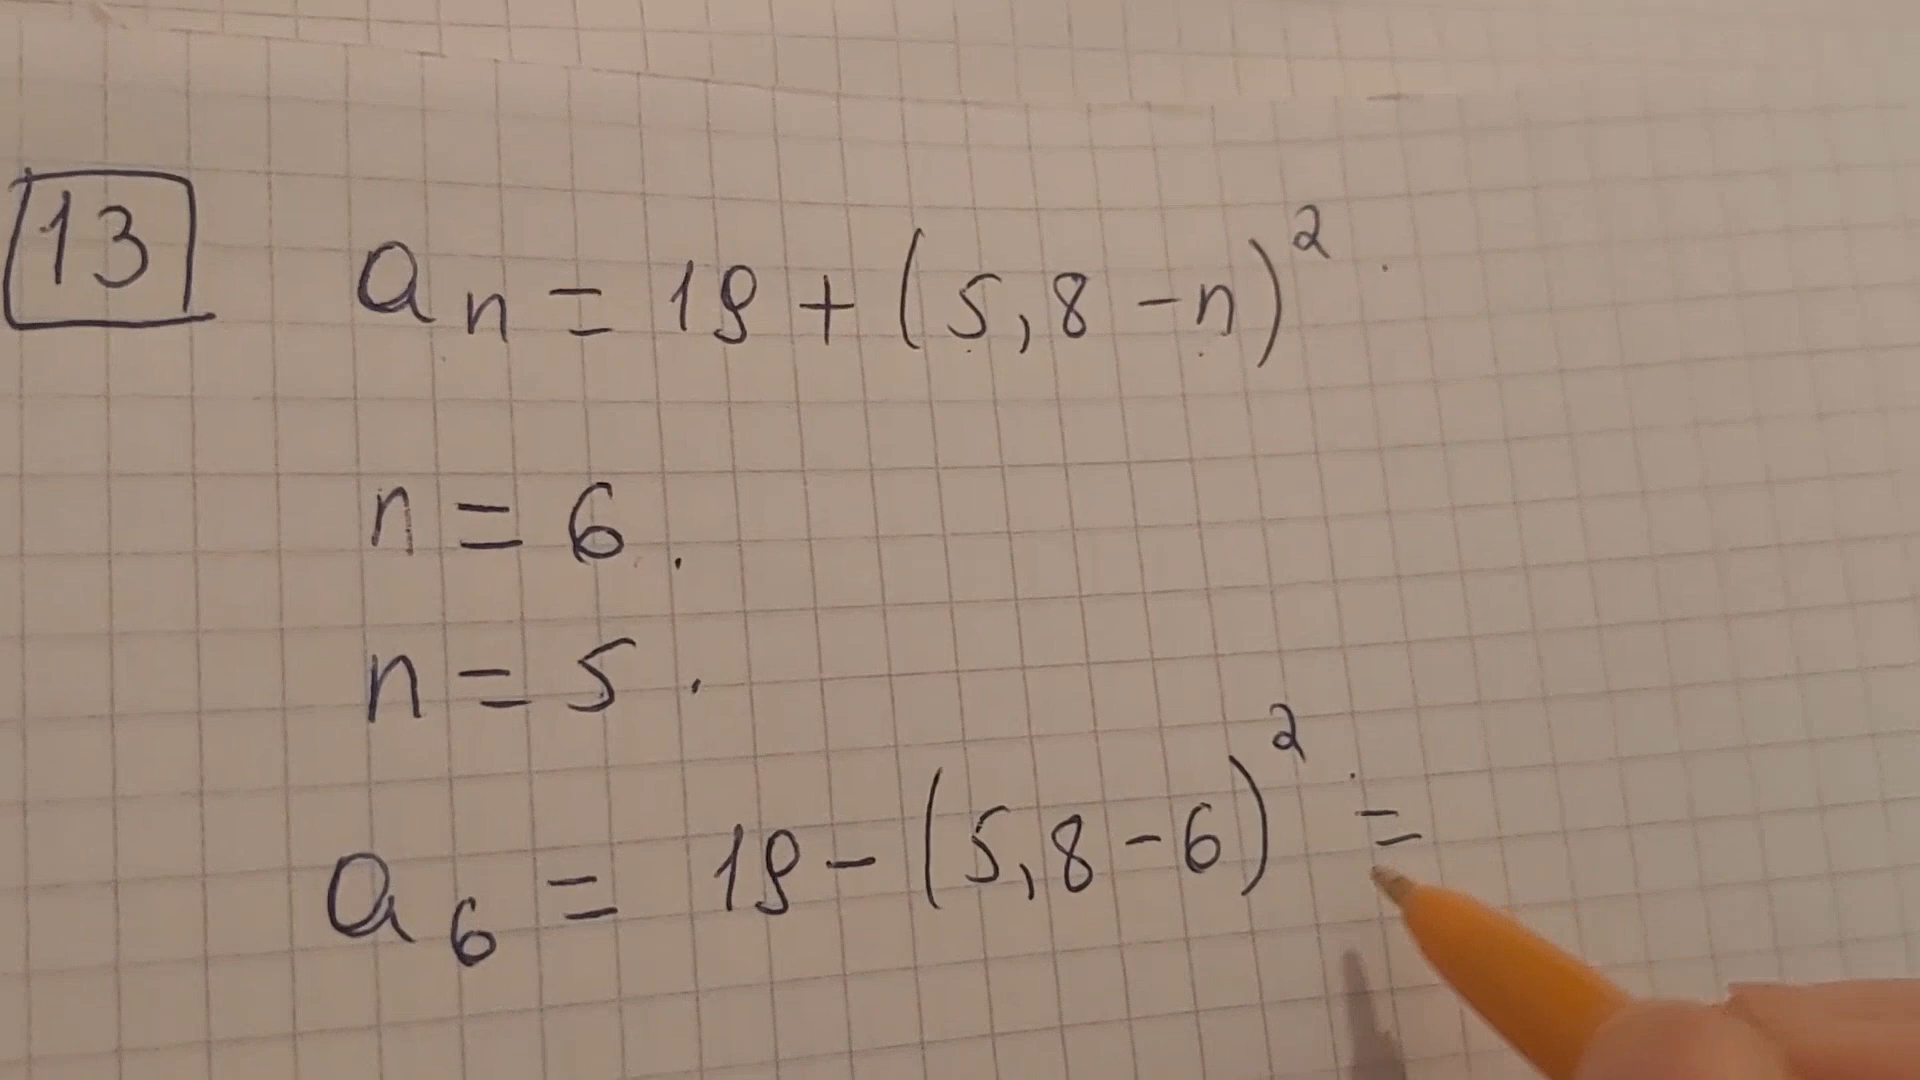 13 aₙ = 19 + (5,8 - n)²
n = 6.
n = 5.
a₆ = 19 - (5,8 - 6)² =